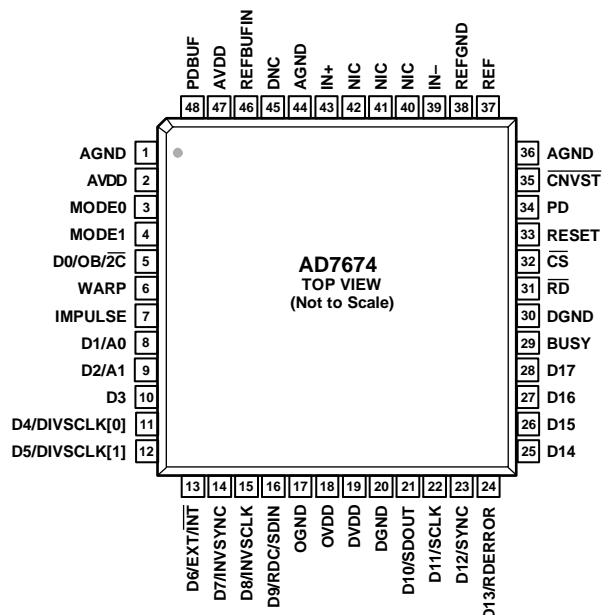 PDBUF
AVDD
REFBUFIN
DNC
AGND
IN+
NIC
NIC
NIC
IN–
REFGND
REF
48 47 46 45 44 43 42 41 40 39 38 37
AGND 1
AVDD 2
MODE0 3
MODE1 4
D0/OB/2C̅ 5
WARP 6
IMPULSE 7
D1/A0 8
D2/A1 9
D3 10
D4/DIVSCLK[0] 11
D5/DIVSCLK[1] 12
AD7674
TOP VIEW
(Not to Scale)
36 AGND
35 C̅N̅V̅S̅T̅
34 PD
33 RESET
32 C̅S̅
31 R̅D̅
30 DGND
29 BUSY
28 D17
27 D16
26 D15
25 D14
13 14 15 16 17 18 19 20 21 22 23 24
D6/EXT/I̅N̅T̅
D7/INVSYNC
D8/INVSCLK
D9/RDC/SDIN
OGND
OVDD
DVDD
DGND
D10/SDOUT
D11/SCLK
D12/SYNC
D13/RDERROR